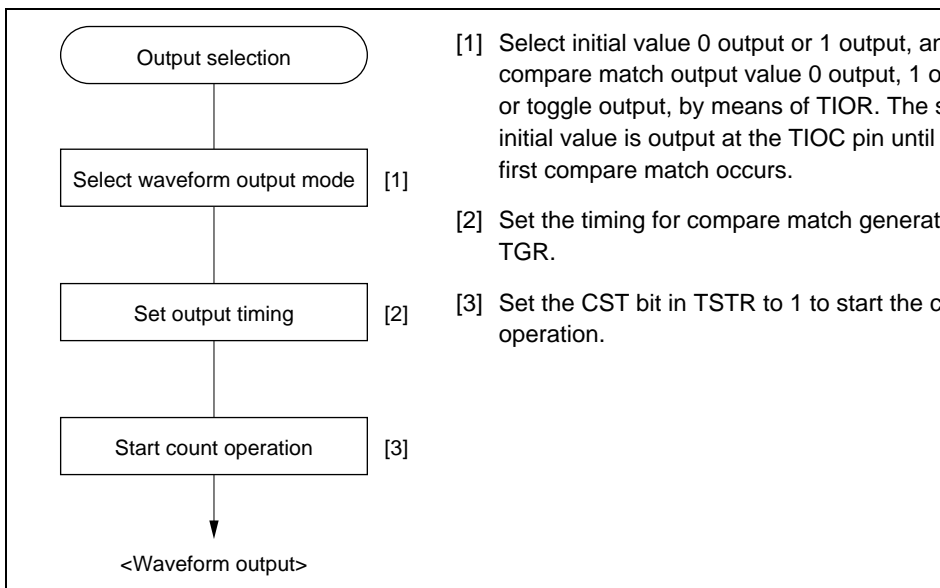 Output selection
Select waveform output mode [1]
Set output timing [2]
Start count operation [3]
<Waveform output>
[1] Select initial value 0 output or 1 output,
compare match output value 0 output, 1
or toggle output, by means of TIOR. The
initial value is output at the TIOC pin until
first compare match occurs.
[2] Set the timing for compare match
TGR.
[3] Set the CST bit in TSTR to 1 to start the
operation.